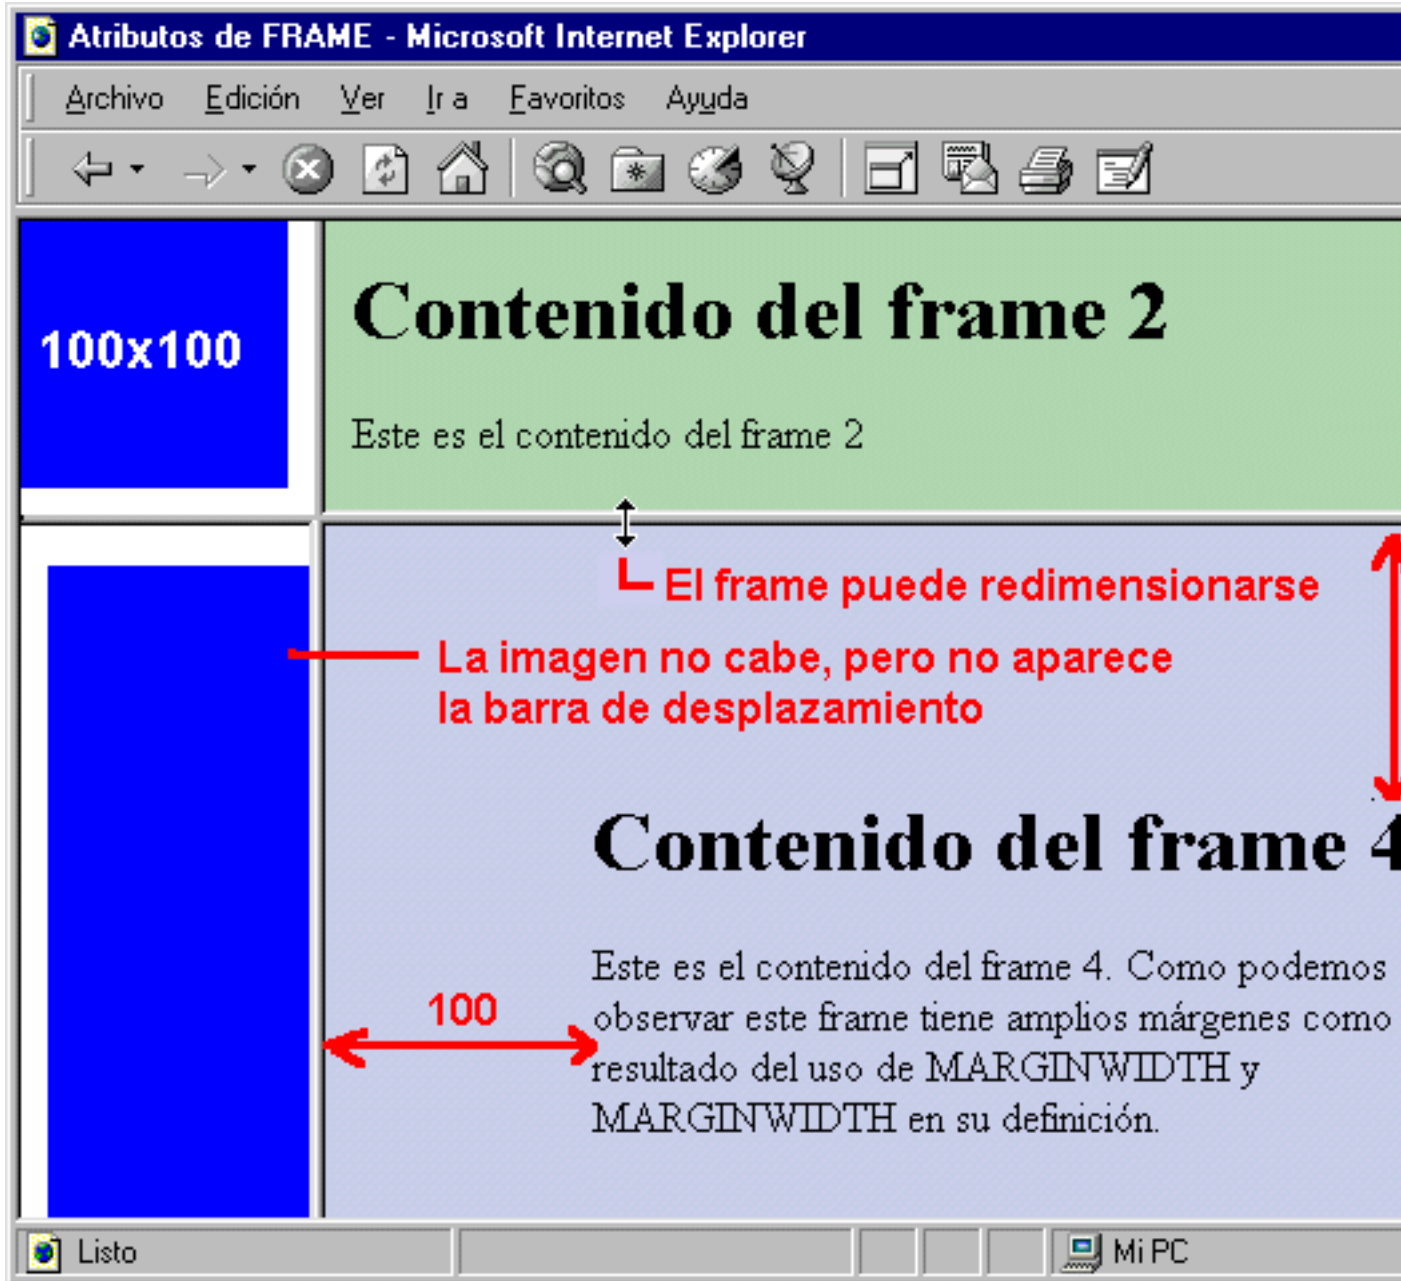 Atributos de FRAME - Microsoft Internet Explorer
Archivo Edición Ver Ir a Favoritos Ayuda
100x100
Contenido del frame 2
Este es el contenido del frame 2
El frame puede redimensionarse
La imagen no cabe, pero no aparece
la barra de desplazamiento
Contenido del frame 4
Este es el contenido del frame 4. Como podemos
observar este frame tiene amplios márgenes como
resultado del uso de MARGINWIDTH y
MARGINWIDTH en su definición.
100
Listo
Mi PC